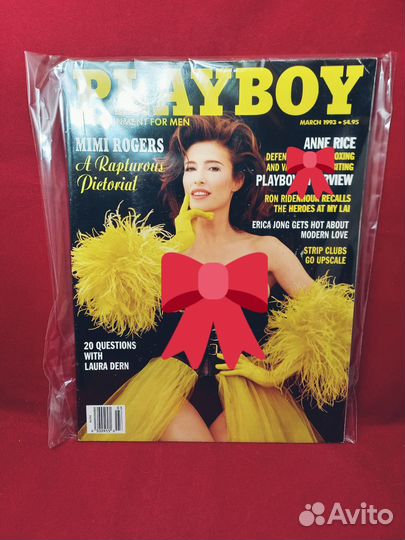 PLAYBOY
NMENT FOR MEN
MARCH 1993 • $4.95
MIMI ROGERS
A Rapturous
Pictorial
ANNE RICE
PLAYBOY
RON RIDENHOUR RECALLS
THE HEROES AT MY LAI
ERICA JONG GETS HOT ABOUT
MODERN LOVE
STRIP CLUBS
GO UPSCALE
20 QUESTIONS
WITH
LAURA DERN
Avito